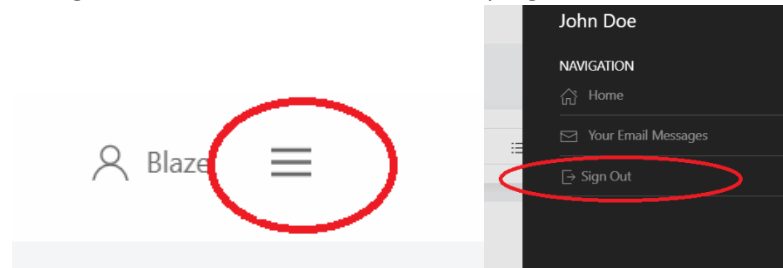 Blaze
John Doe
NAVIGATION
Home
Your Email Messages
Sign Out